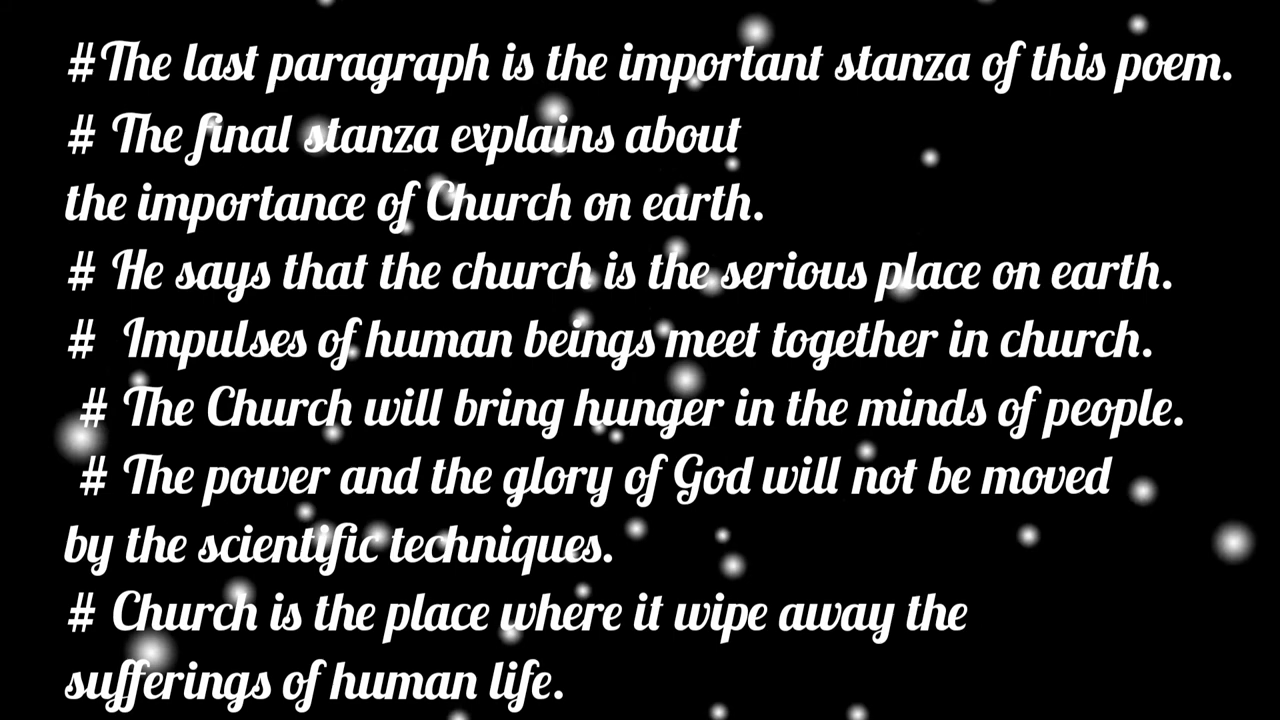 #The last paragraph is the important stanza of this poem.
# The final stanza explains about
the importance of Church on earth.
# He says that the church is the serious place on earth.
# Impulses of human beings meet together in church.
# The Church will bring hunger in the minds of people.
# The power and the glory of God will not be moved
by the scientific techniques.
# Church is the place where it wipe away the
sufferings of human life.